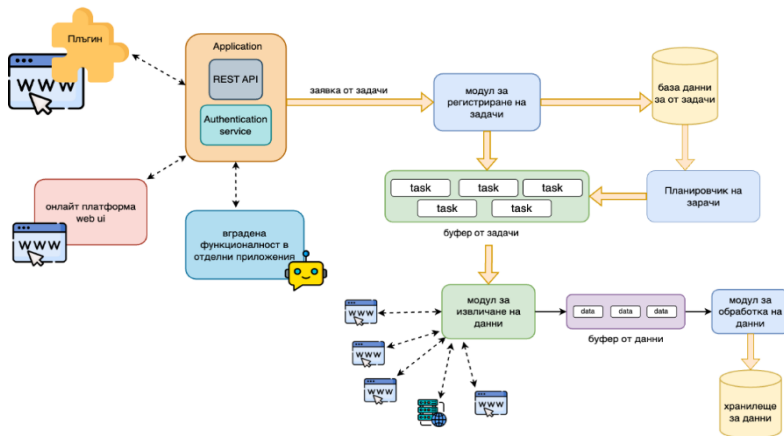 Плъгин
WWW
Application
REST API
Authentication
service
заявка от задачи
модул за
регистриране на
задачи
база данни
за от задачи
task
task
task
task
task
буфер от задачи
Планировчик на
зарачи
онлайт платформа
web ui
WWW
вградена
функционалност в
отделни приложения
модул за
извличане на
данни
data
data
data
буфер от данни
модул за
обработка на
данни
WWW
WWW
WWW
WWW
хранилеще
за данни